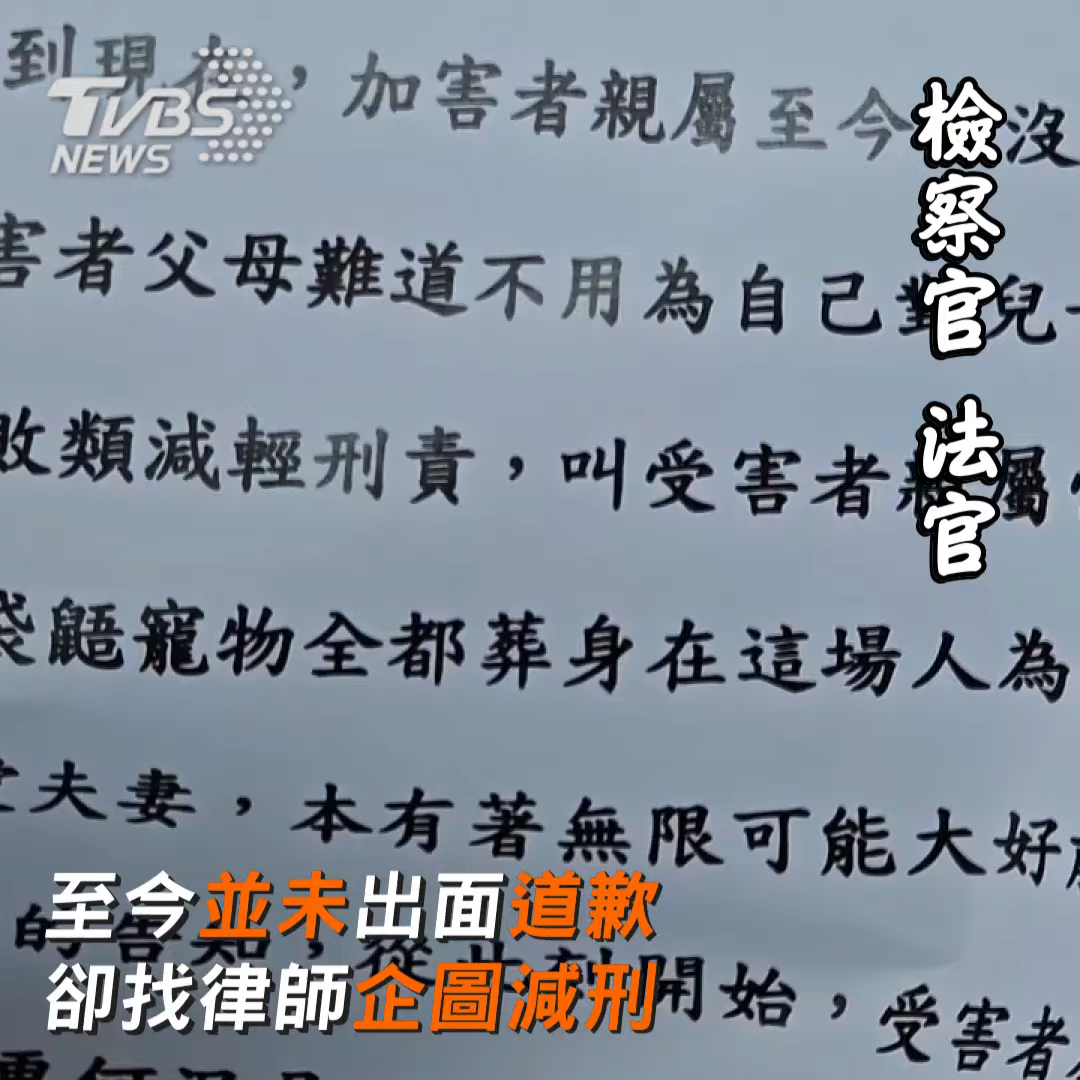 TVBS
NEWS
檢察官 法官
到現在，加害者親屬至今 沒
害者父母難道不用為自己對兒
敗類減輕刑責，叫受害者親屬
袋鼯寵物全都葬身在這場人為
夫妻，本有著無限可能大好
的告知，從此刻開始，受害者
至今並未出面道歉
卻找律師企圖減刑